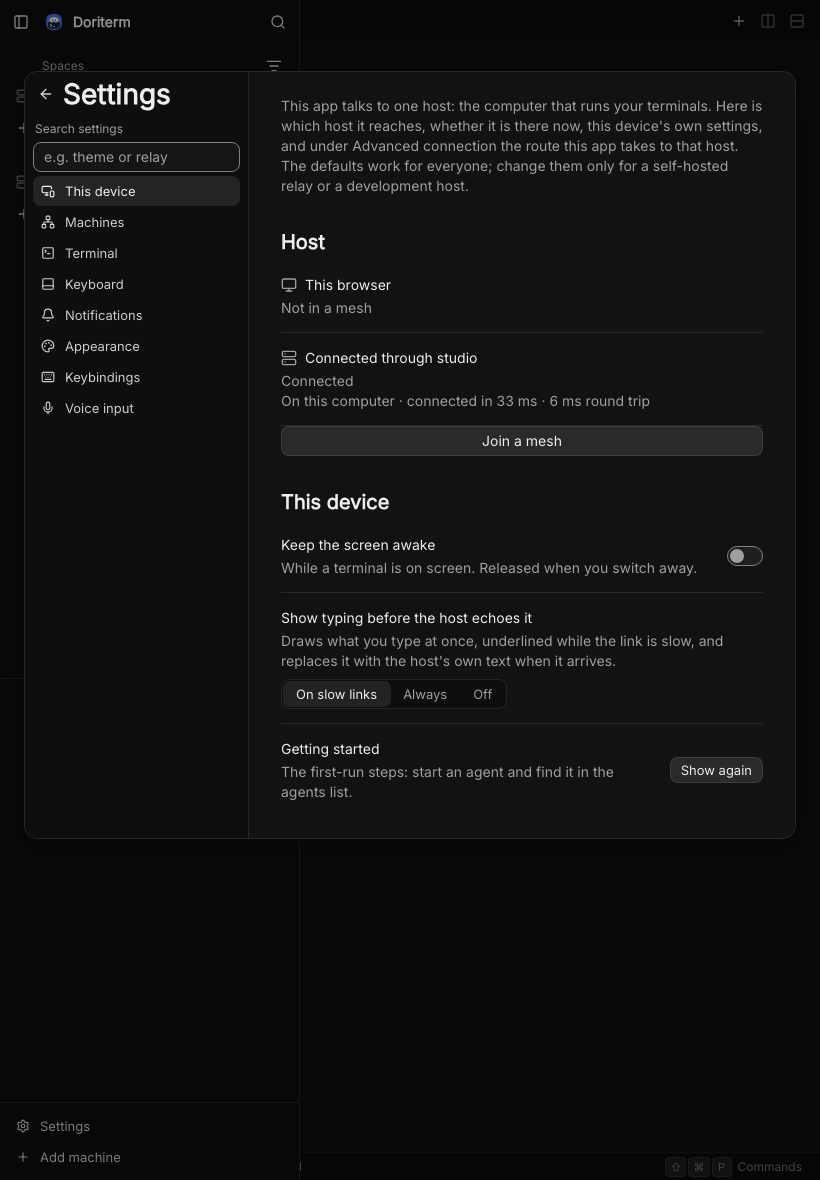 Doriterm
Spaces
Settings
Search settings
e.g. theme or relay
This device
Machines
Terminal
Keyboard
Notifications
Appearance
Keybindings
Voice input
This app talks to one host: the computer that runs your terminals. Here is
which host it reaches, whether it is there now, this device's own settings,
and under Advanced connection the route this app takes to that host.
The defaults work for everyone; change them only for a self-hosted
relay or a development host.
Host
This browser
Not in a mesh
Connected through studio
Connected
On this computer · connected in 33 ms · 6 ms round trip
Join a mesh
This device
Keep the screen awake
While a terminal is on screen. Released when you switch away.
Show typing before the host echoes it
Draws what you type at once, underlined while the link is slow, and
replaces it with the host's own text when it arrives.
On slow links Always Off
Getting started
The first-run steps: start an agent and find it in the
agents list.
Show again
Settings
Add machine
⇧ ⌘ P Commands